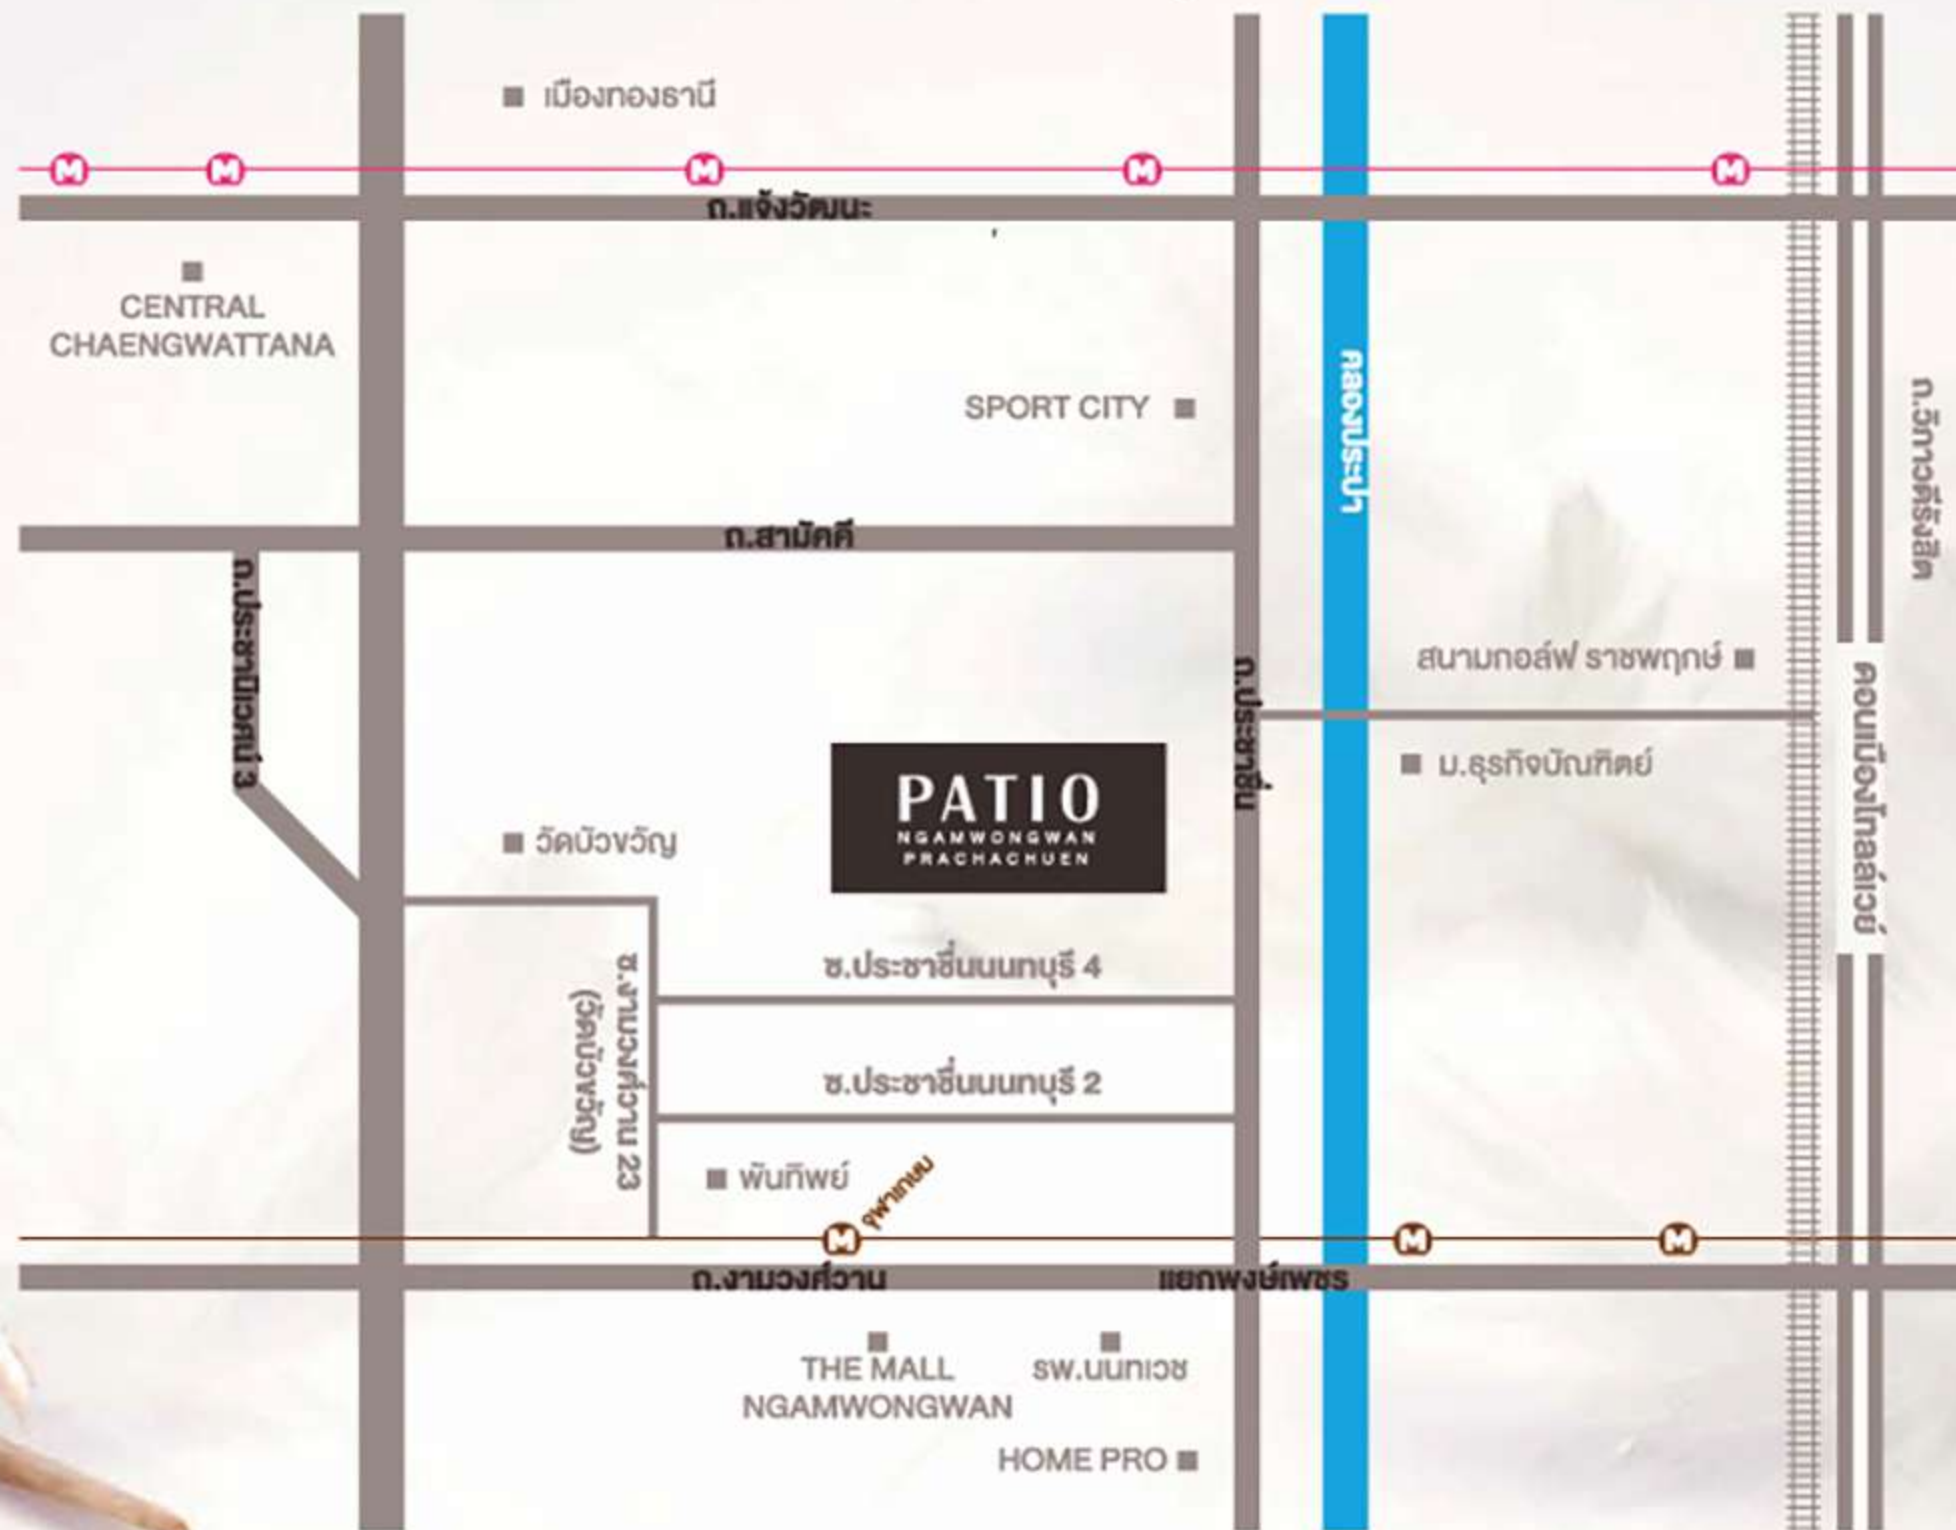 เมืองทองธานี
M M M M M
ถ.แจ้งวัฒนะ
CENTRAL
CHAENGWATTANA
SPORT CITY
คลองประปา
ถ.วิภาวดีรังสิต
ถ.สามัคคี
ถ.ประชานิเวศน์ 3
สนามกอล์ฟ ราชพฤกษ์
ถ.ประชาชื่น
ดอนเมืองโทลล์เวย์
ม.ธุรกิจบัณฑิตย์
PATIO
NGAMWONGWAN
PRACHACHUEN
วัดบัวขวัญ
ซ.ประชาชื่นนนทบุรี 4
ซ.งามวงศ์วาน 23
(วัดบัวขวัญ)
ซ.ประชาชื่นนนทบุรี 2
พันทิพย์
จุฬาเกษม
M M M
ถ.งามวงศ์วาน
แยกพงษ์เพชร
THE MALL
NGAMWONGWAN
รพ.นนทเวช
HOME PRO